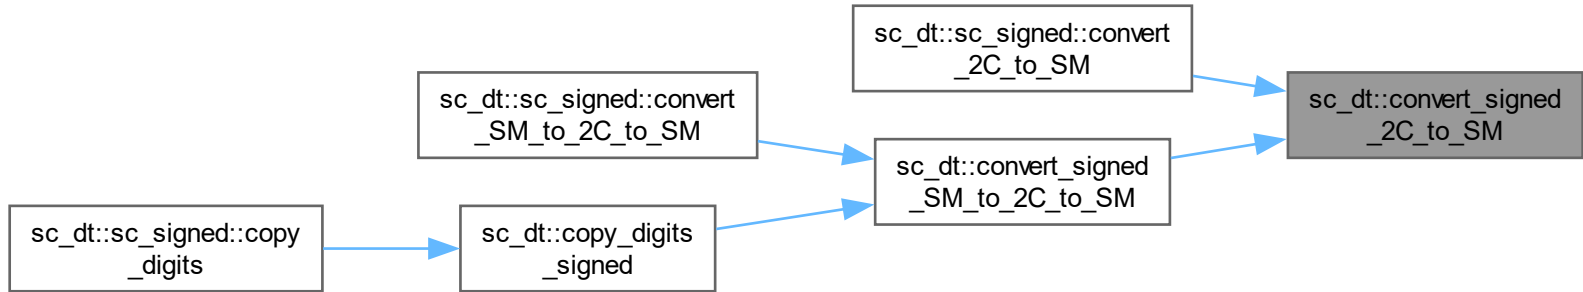 sc_dt::sc_signed::convert
_2C_to_SM
sc_dt::convert_signed
_2C_to_SM
sc_dt::sc_signed::convert
_SM_to_2C_to_SM
sc_dt::convert_signed
_SM_to_2C_to_SM
sc_dt::sc_signed::copy
_digits
sc_dt::copy_digits
_signed